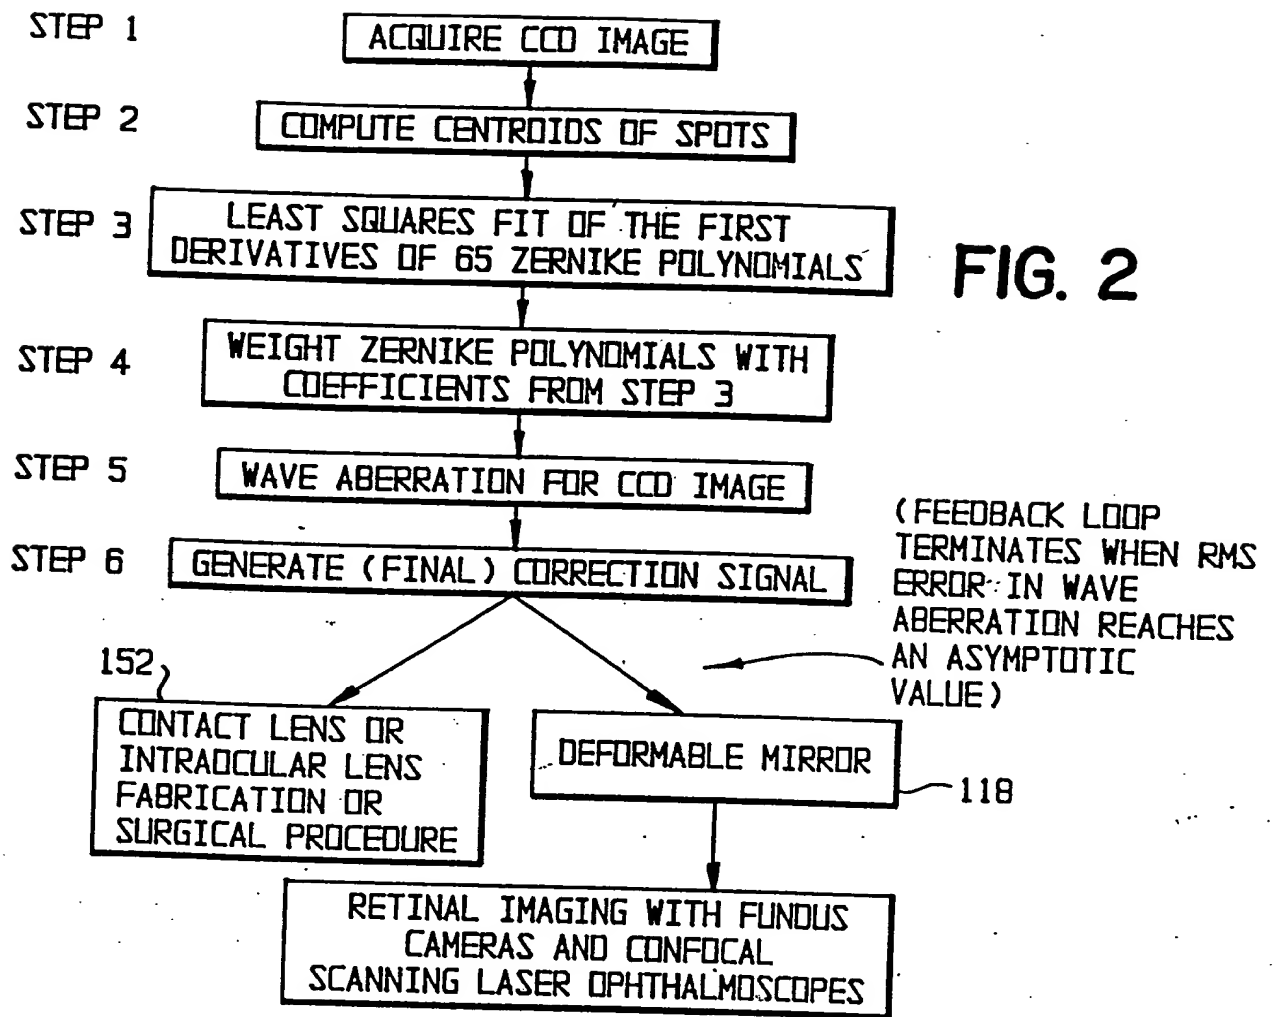 STEP 1
ACQUIRE CCD IMAGE
STEP 2
COMPUTE CENTROIDS OF SPOTS
STEP 3
LEAST SQUARES FIT OF THE FIRST
DERIVATIVES OF 65 ZERNIKE POLYNOMIALS
FIG. 2
STEP 4
WEIGHT ZERNIKE POLYNOMIALS WITH
COEFFICIENTS FROM STEP 3
STEP 5
WAVE ABERRATION FOR CCD IMAGE
STEP 6
GENERATE (FINAL) CORRECTION SIGNAL
(FEEDBACK LOOP
TERMINATES WHEN RMS
ERROR IN WAVE
ABERRATION REACHES
AN ASYMPTOTIC
VALUE)
152
CONTACT LENS OR
INTRAOCULAR LENS
FABRICATION OR
SURGICAL PROCEDURE
DEFORMABLE MIRROR
118
RETINAL IMAGING WITH FUNDUS
CAMERAS AND CONFOCAL
SCANNING LASER OPHTHALMOSCOPES